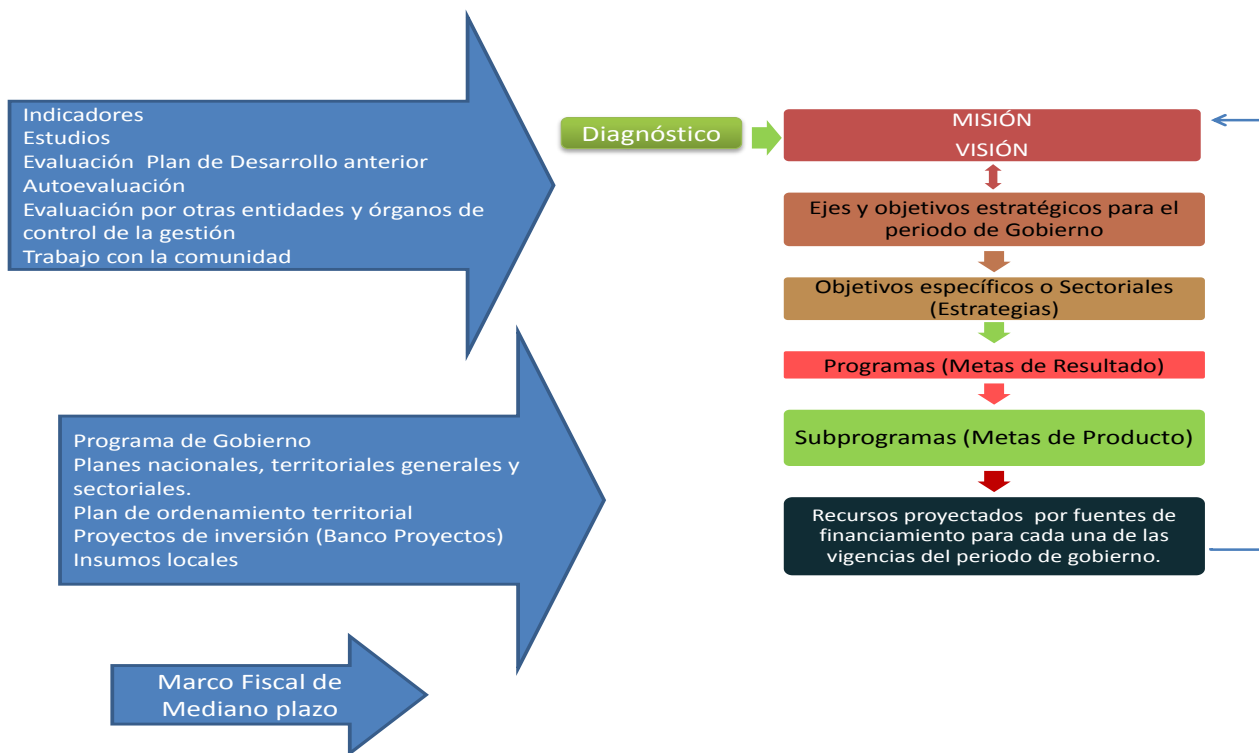 Indicadores
Estudios
Evaluación Plan de Desarrollo anterior
Autoevaluación
Evaluación por otras entidades y órganos de
control de la gestión
Trabajo con la comunidad
Diagnóstico
MISIÓN
VISIÓN
Ejes y objetivos estratégicos para el
periodo de Gobierno
Objetivos específicos o Sectoriales
(Estrategias)
Programas (Metas de Resultado)
Subprogramas (Metas de Producto)
Recursos proyectados por fuentes de
financiamiento para cada una de las
vigencias del periodo de gobierno.
Programa de Gobierno
Planes nacionales, territoriales generales y
sectoriales.
Plan de ordenamiento territorial
Proyectos de inversión (Banco Proyectos)
Insumos locales
Marco Fiscal de
Mediano plazo